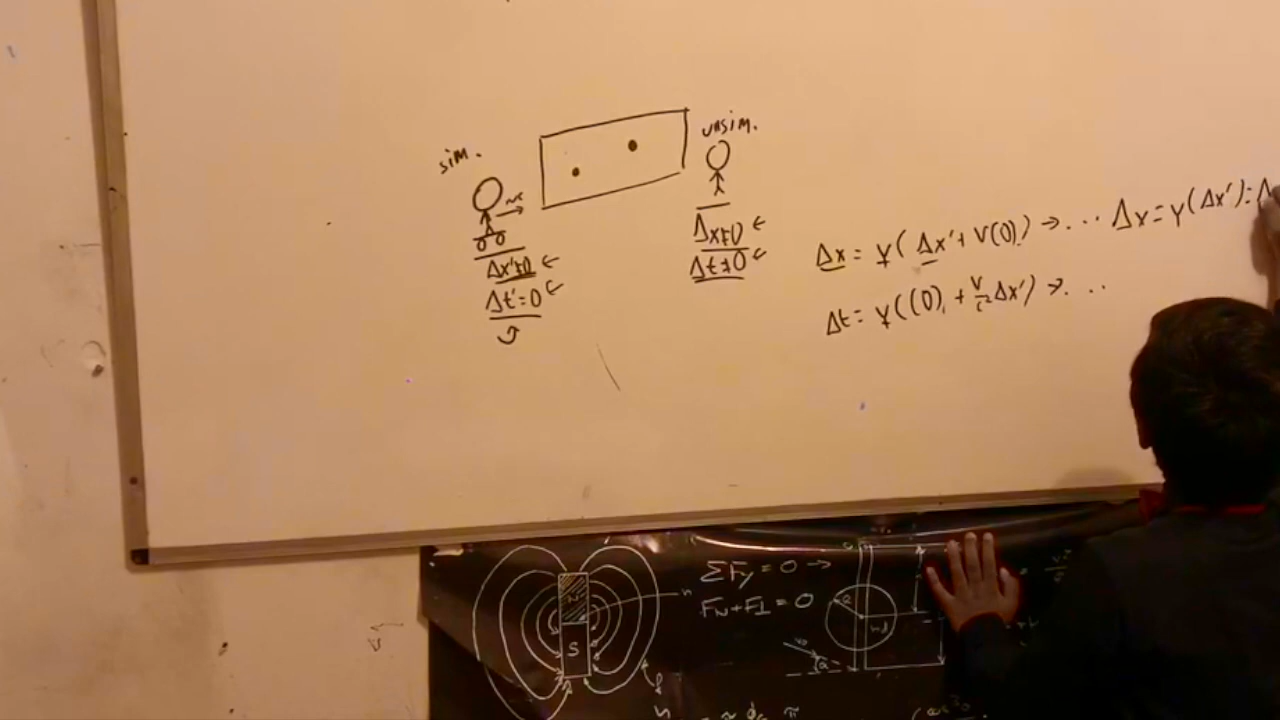 sim.
unsim.
Δx'≠0 ←
Δt'=0 ←
Δx≠0 ←
Δt≠0 ←
Δx = γ( Δx' + V(0) ) → ... Δx = γ(Δx') = Δ
Δt = γ( (0) + V/c² Δx' ) → ...
N
S
ΣFy = 0 →
FN + F⊥ = 0